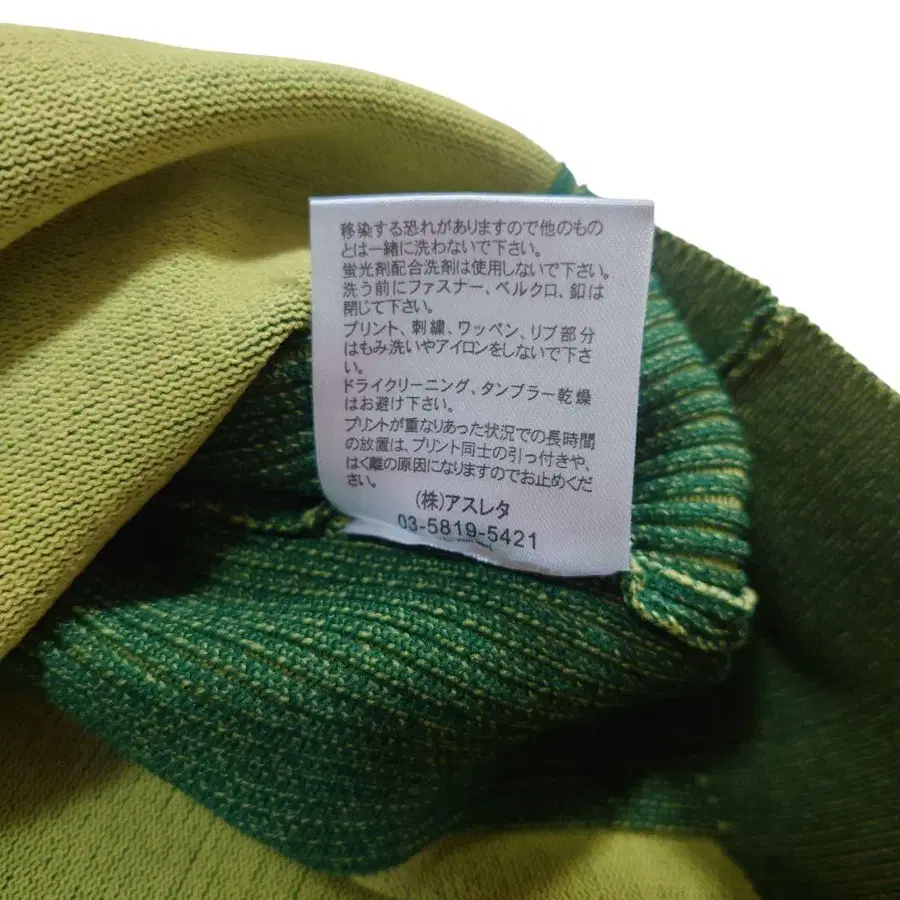 移染する恐れがありますので他のもの
とは一緒に洗わないで下さい。
蛍光剤配合洗剤は使用しないで下さい。
洗う前にファスナー、ベルクロ、釦は
閉じて下さい。
プリント、刺繍、ワッペン、リブ部分
はもみ洗いやアイロンをしないで下さ
い。
ドライクリーニング、タンブラー乾燥
はお避け下さい。
プリントが重なりあった状況での長時間
の放置は、プリント同士の引っ付きや、
はく離の原因になりますのでお止めくだ
さい。
(株)アスレタ
03-5819-5421